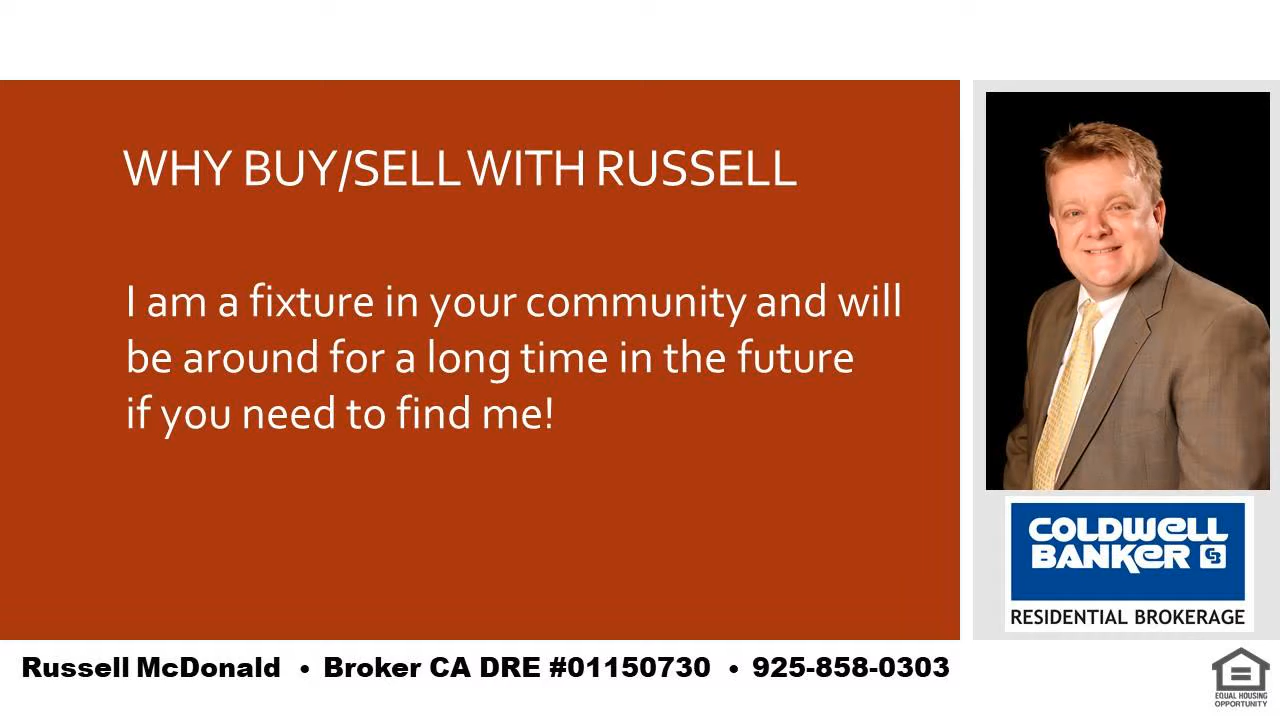 WHY BUY/SELL WITH RUSSELL
I am a fixture in your community and will
be around for a long time in the future
if you need to find me!
COLDWELL
BANKER CB
RESIDENTIAL BROKERAGE
Russell McDonald • Broker CA DRE #01150730 • 925-858-0303
EQUAL HOUSING
OPPORTUNITY